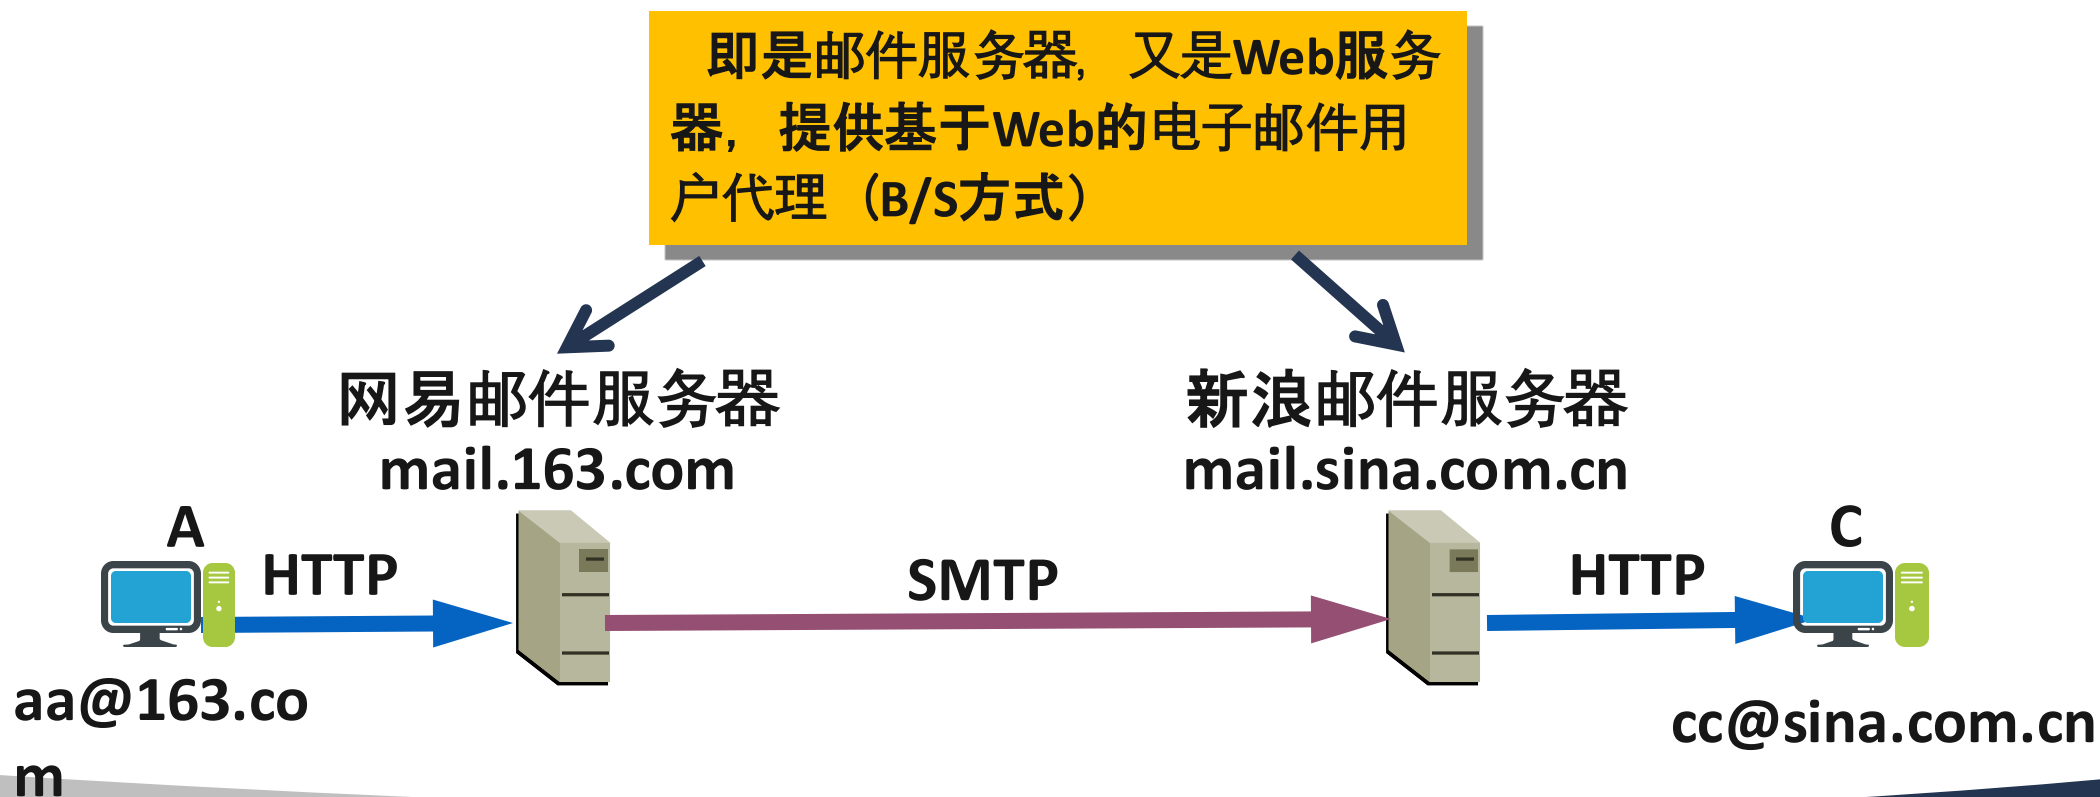 即是邮件服务器, 又是Web服务
器, 提供基于Web的电子邮件用
户代理（B/S方式）
网易邮件服务器
mail.163.com
新浪邮件服务器
mail.sina.com.cn
A
HTTP
SMTP
HTTP
C
aa@163.co
m
cc@sina.com.cn